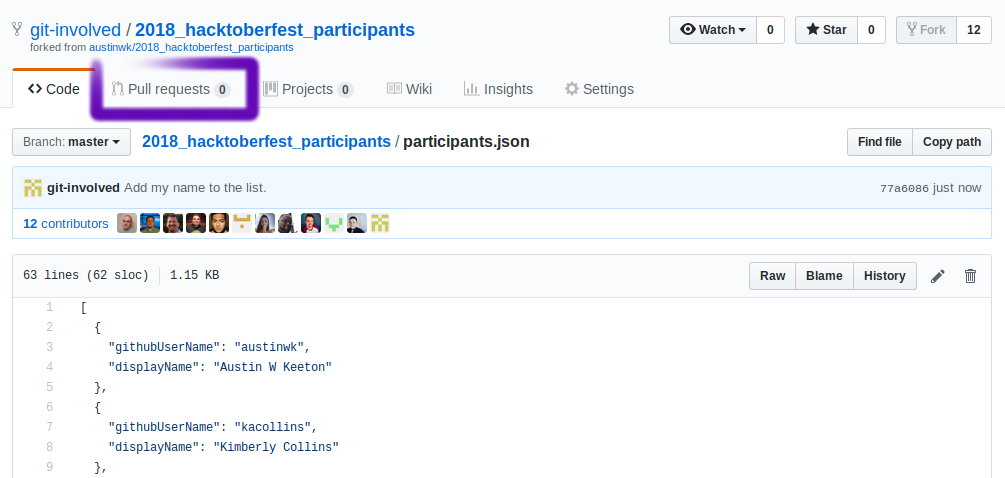 git-involved / 2018_hacktoberfest_participants
forked from austinwk/2018_hacktoberfest_participants
Watch 0 Star 0 Fork 12
<> Code Pull requests 0 Projects 0 Wiki Insights Settings
Branch: master 2018_hacktoberfest_participants / participants.json Find file Copy path
git-involved Add my name to the list. 77a6086 just now
12 contributors
63 lines (62 sloc) 1.15 KB Raw Blame History
1 [
2 {
3 "githubUserName": "austinwk",
4 "displayName": "Austin W Keeton"
5 },
6 {
7 "githubUserName": "kacollins",
8 "displayName": "Kimberly Collins"
9 },